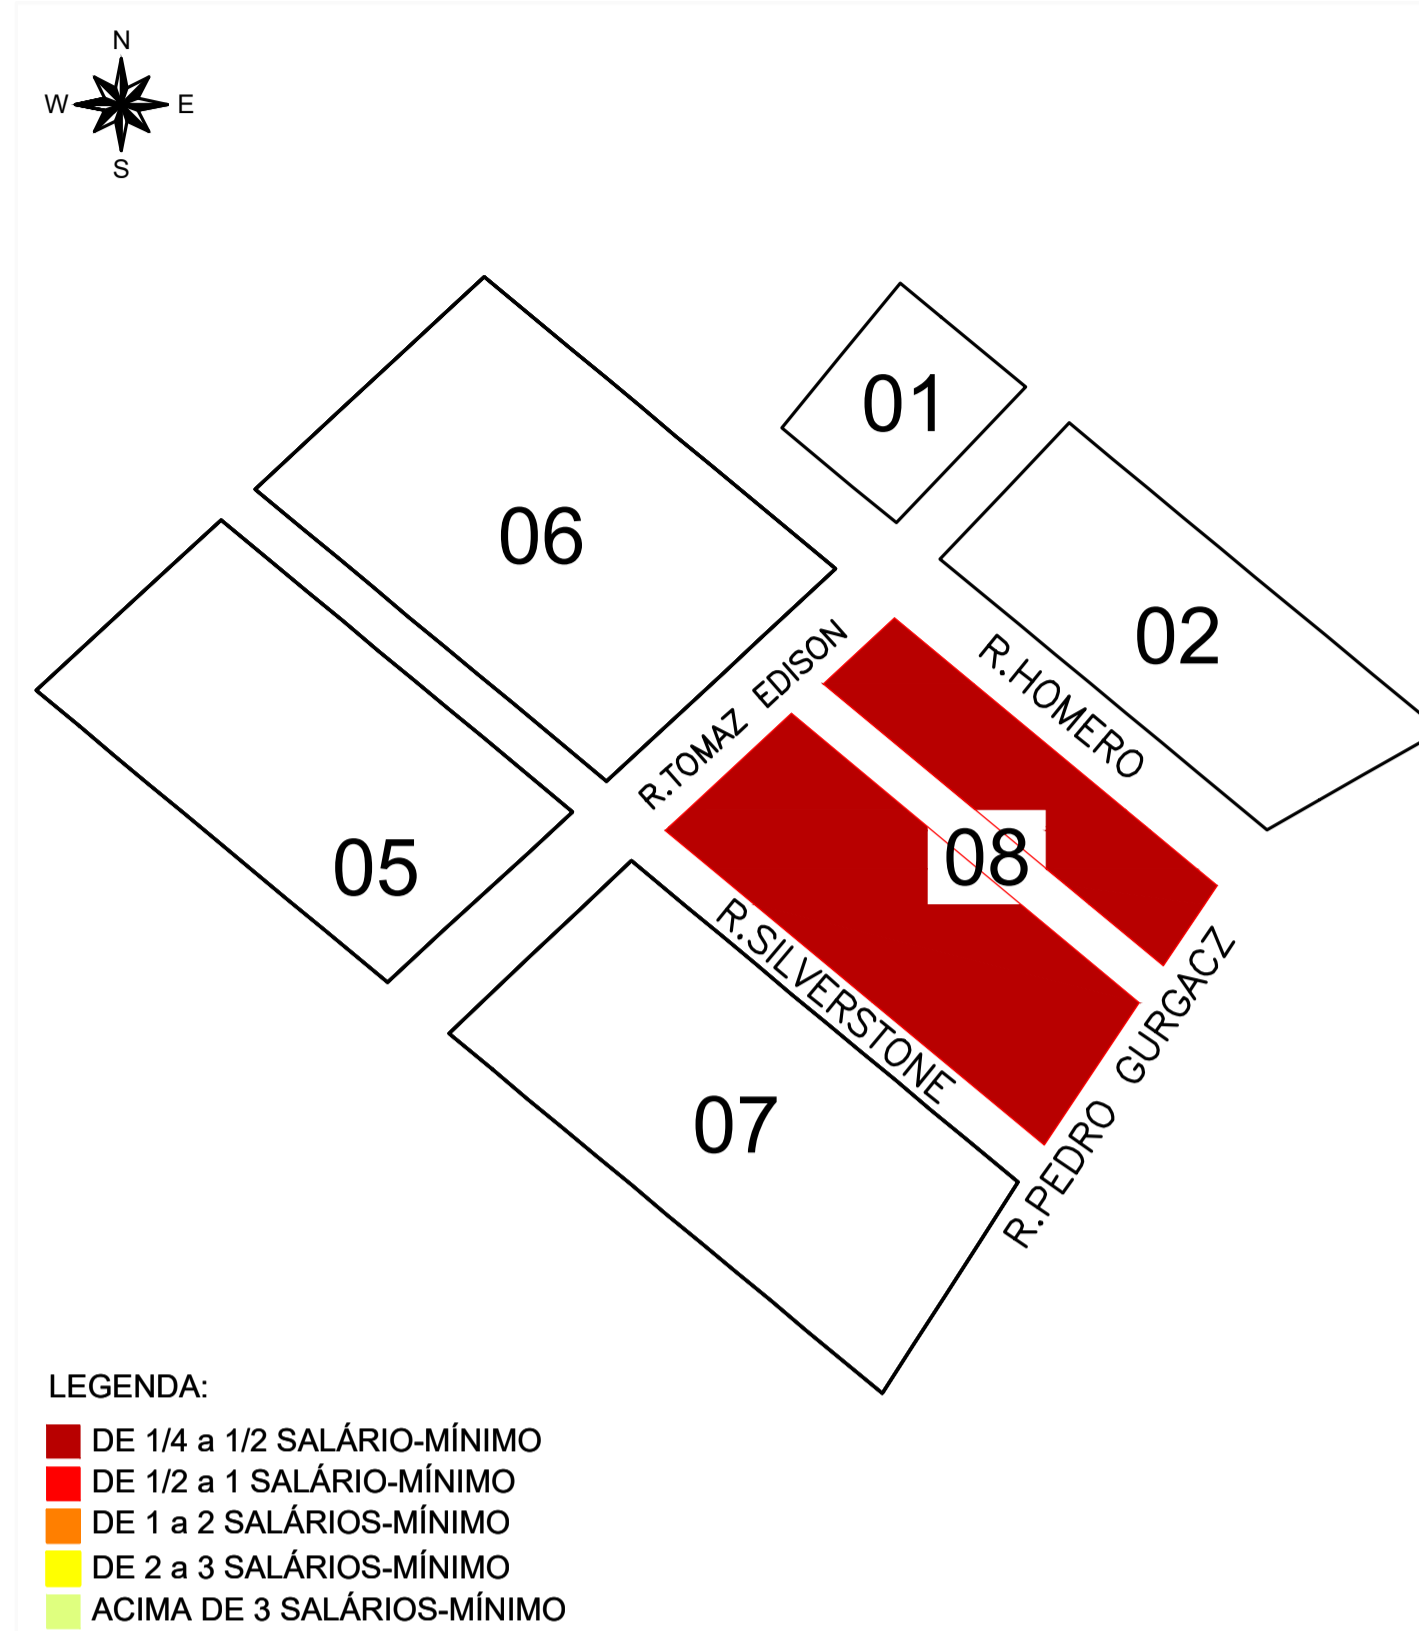 N
W E
S
01
06
02
R.TOMAZ EDISON
R.HOMERO
08
05
R.SILVERSTONE
R.PEDRO GURGACZ
07
LEGENDA:
DE 1/4 a 1/2 SALÁRIO-MÍNIMO
DE 1/2 a 1 SALÁRIO-MÍNIMO
DE 1 a 2 SALÁRIOS-MÍNIMO
DE 2 a 3 SALÁRIOS-MÍNIMO
ACIMA DE 3 SALÁRIOS-MÍNIMO